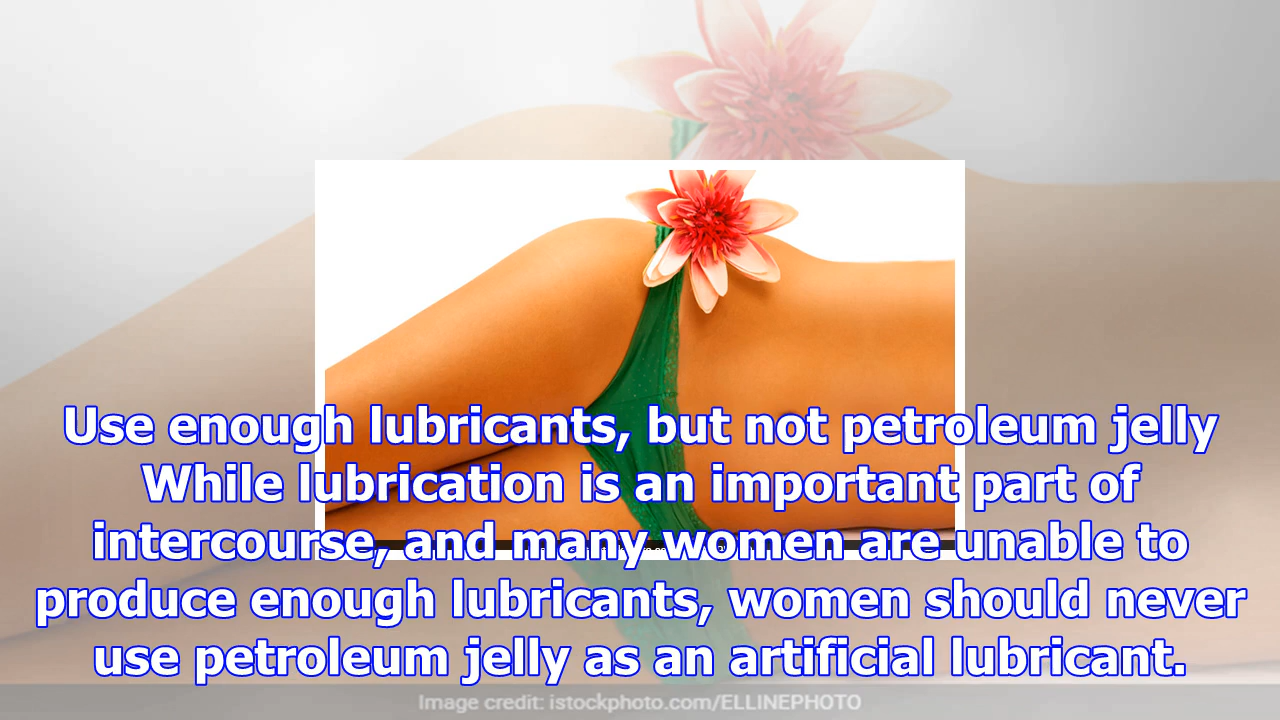 Use enough lubricants, but not petroleum jelly
While lubrication is an important part of
intercourse, and many women are unable to
produce enough lubricants, women should never
use petroleum jelly as an artificial lubricant.
Image credit: istockphoto.com/ELLINEPHOTO